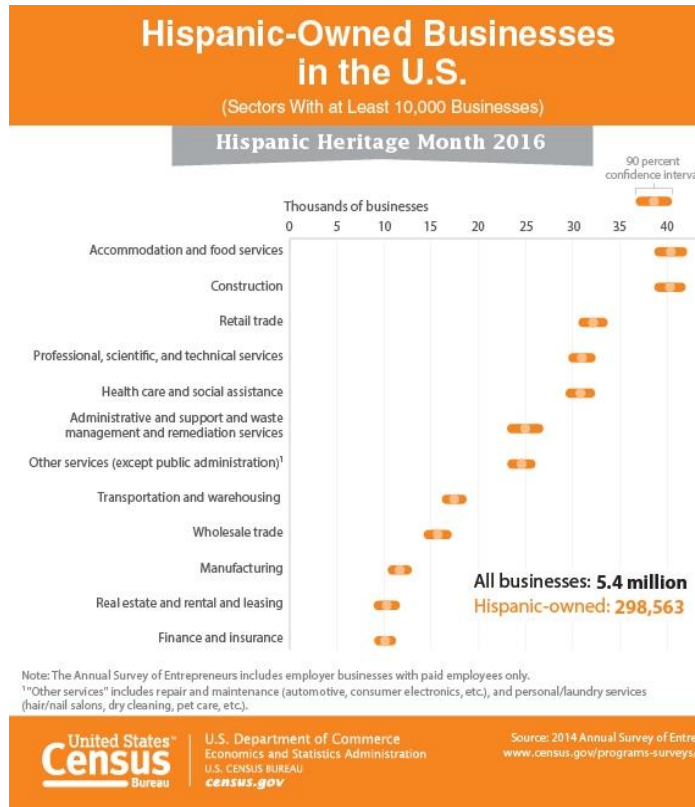 Hispanic-Owned Businesses
in the U.S.
(Sectors With at Least 10,000 Businesses)
Hispanic Heritage Month 2016
90 percent
confidence interva
Thousands of businesses
0 5 10 15 20 25 30 35 40
Accommodation and food services
Construction
Retail trade
Professional, scientific, and technical services
Health care and social assistance
Administrative and support and waste
management and remediation services
Other services (except public administration)¹
Transportation and warehousing
Wholesale trade
Manufacturing
Real estate and rental and leasing
Finance and insurance
All businesses: 5.4 million
Hispanic-owned: 298,563
Note: The Annual Survey of Entrepreneurs includes employer businesses with paid employees only.
¹"Other services" includes repair and maintenance (automotive, consumer electronics, etc.), and personal/laundry services
(hair/nail salons, dry cleaning, pet care, etc.).
United States™
Census
Bureau
U.S. Department of Commerce
Economics and Statistics Administration
U.S. CENSUS BUREAU
census.gov
Source: 2014 Annual Survey of Entre
www.census.gov/programs-surveys/